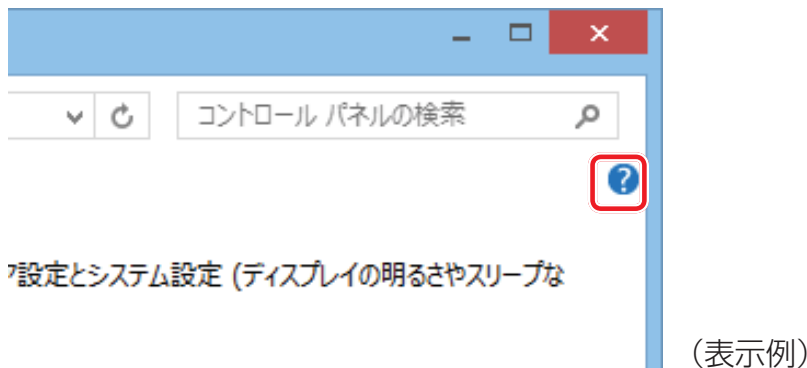 コントロール パネルの検索
?
ア設定とシステム設定 (ディスプレイの明るさやスリープな
（表示例）